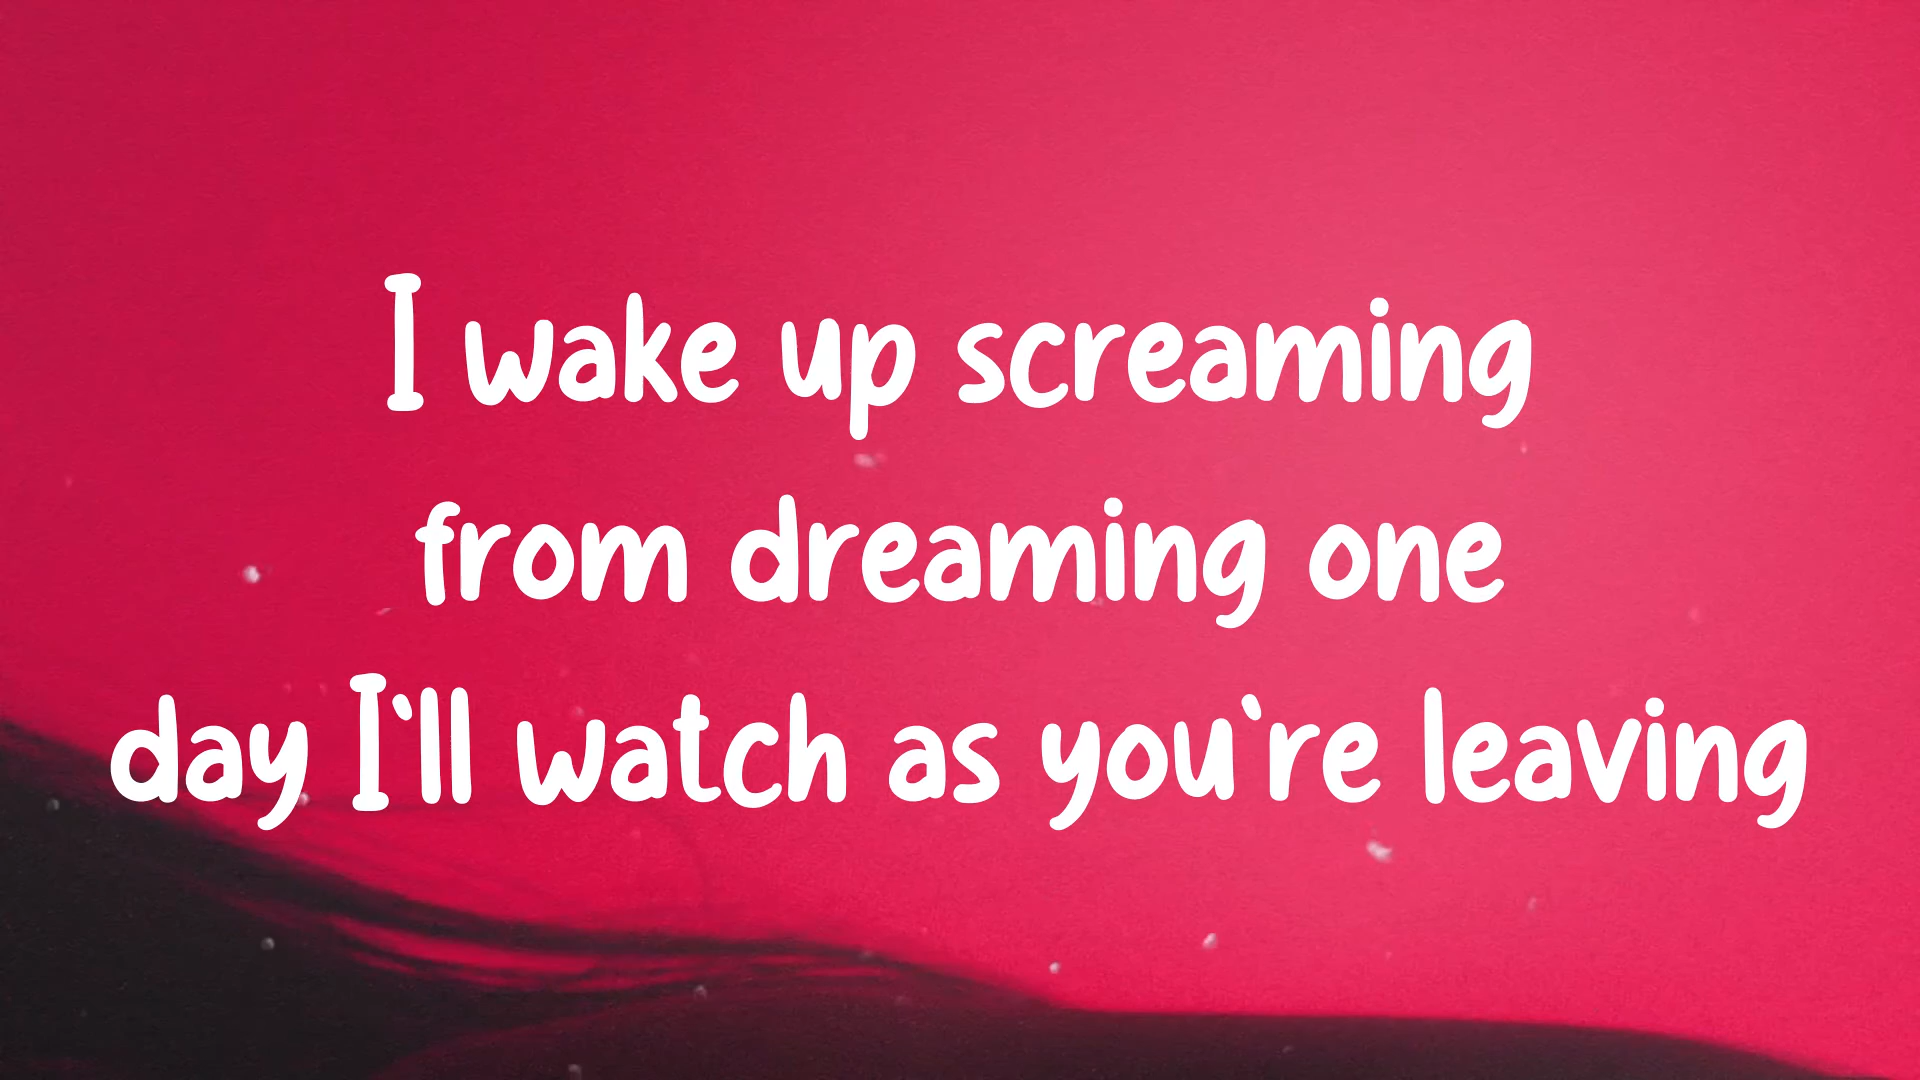 I wake up screaming
from dreaming one
day I'll watch as you're leaving